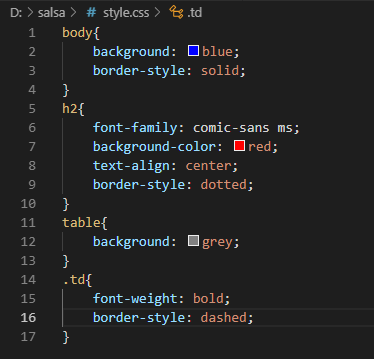 D: > salsa > # style.css > .td
1 body{
2 background: blue;
3 border-style: solid;
4 }
5 h2{
6 font-family: comic-sans ms;
7 background-color: red;
8 text-align: center;
9 border-style: dotted;
10 }
11 table{
12 background: grey;
13 }
14 .td{
15 font-weight: bold;
16 border-style: dashed;
17 }